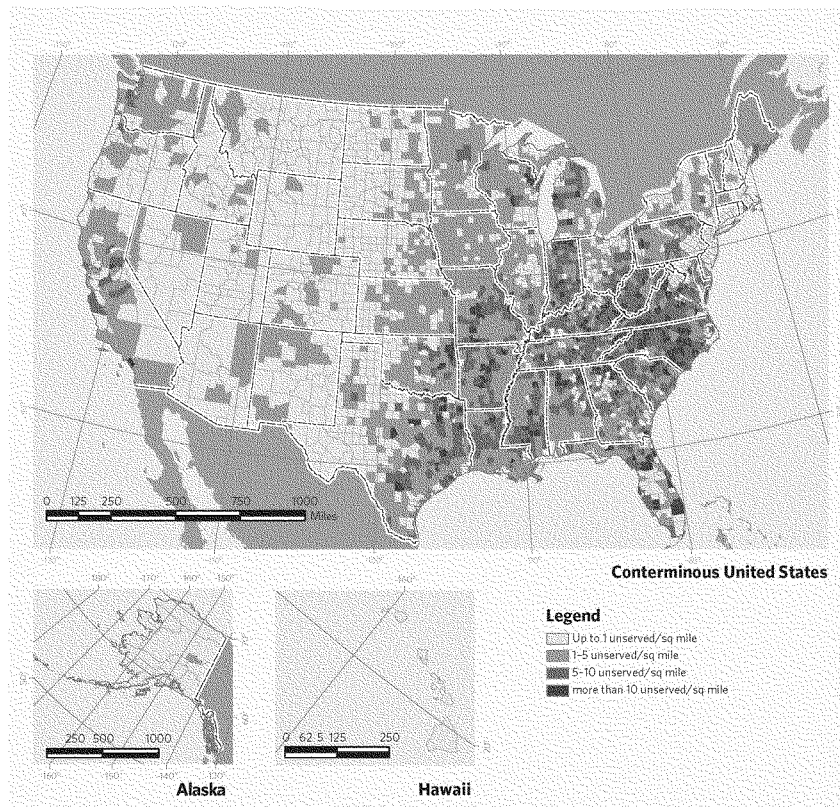 0 125 250 500 750 1000
Miles
Conterminous United States
Legend
Up to 1 unserved/sq mile
1–5 unserved/sq mile
5–10 unserved/sq mile
more than 10 unserved/sq mile
180° 170° 160° 150°
250 500 1000
160° 150° 140° 130°
Alaska
160°
0 62.5 125 250
Hawaii